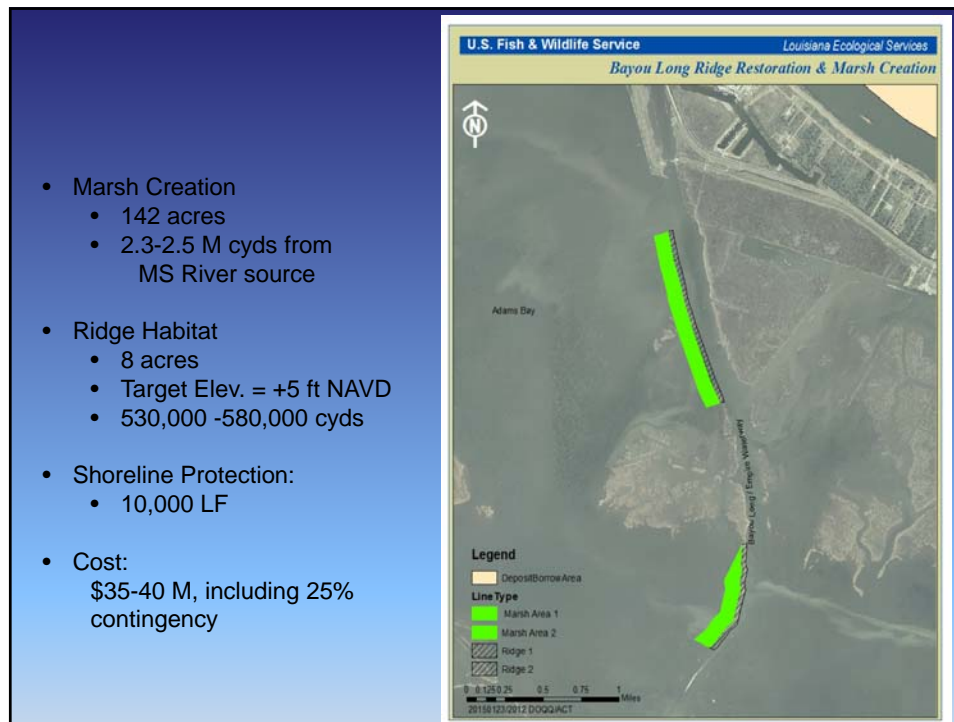 • Marsh Creation
• 142 acres
• 2.3-2.5 M cyds from
MS River source
• Ridge Habitat
• 8 acres
• Target Elev. = +5 ft NAVD
• 530,000 -580,000 cyds
• Shoreline Protection:
• 10,000 LF
• Cost:
$35-40 M, including 25%
contingency
U.S. Fish & Wildlife Service
Louisiana Ecological Services
Bayou Long Ridge Restoration & Marsh Creation
N
Adams Bay
Bayou Long / Empire Waterway
Legend
DepositBorrowArea
LineType
Marsh Area 1
Marsh Area 2
Ridge 1
Ridge 2
0 0.125 0.25 0.5 0.75 1
Miles
20150123/2012 DOQQ/ACT